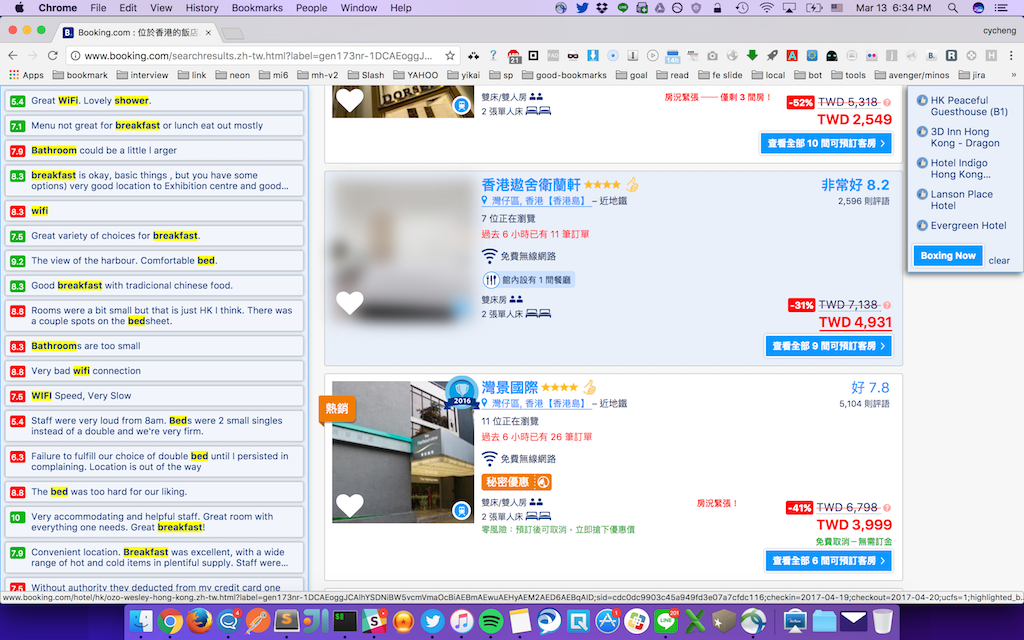 Chrome File Edit View History Bookmarks People Window Help
Mar 13 6:34 PM
Booking.com : 位於香港的飯店
cycheng
www.booking.com/searchresults.zh-tw.html?label=gen173nr-1DCAEoggJ...
Apps bookmark interview link neon mi6 mh-v2 Slash YAHOO yikai sp good-bookmarks goal read fe slide local bot tools avenger/minos jira »
5.4 Great WiFi. Lovely shower.
7.1 Menu not great for breakfast or lunch eat out mostly
7.9 Bathroom could be a little l arger
8.3 breakfast is okay, basic things , but you have some
options) very good location to Exhibition centre and good...
8.3 wifi
7.5 Great variety of choices for breakfast.
9.2 The view of the harbour. Comfortable bed.
8.3 Good breakfast with tradicional chinese food.
8.8 Rooms were a bit small but that is just HK I think. There was
a couple spots on the bedsheet.
8.3 Bathrooms are too small
8.8 Very bad wifi connection
7.5 WIFI Speed, Very Slow
5.4 Staff were very loud from 8am. Beds were 2 small singles
instead of a double and we're very firm.
6.3 Failure to fulfill our choice of double bed until I persisted in
complaining. Location is out of the way
8.8 The bed was too hard for our liking.
10 Very accommodating and helpful staff. Great room with
everything one needs. Great breakfast!
7.9 Convenient location. Breakfast was excellent, with a wide
range of hot and cold items in plentiful supply. Staff were...
7.5 Without authority they deducted from my credit card one
DORSE
雙床/雙人房
2 張單人床
房況緊張 —— 僅剩 3 間房！
-52% TWD 5,318
TWD 2,549
查看全部 10 間可預訂客房
香港遨舍衛蘭軒
灣仔區, 香港【香港島】 – 近地鐵
7 位正在瀏覽
過去 6 小時已有 11 筆訂單
免費無線網路
館內設有 1 間餐廳
雙床房
2 張單人床
非常好 8.2
2,596 則評語
-31% TWD 7,138
TWD 4,931
查看全部 9 間可預訂客房
熱銷
2016
灣景國際
灣仔區, 香港【香港島】 – 近地鐵
11 位正在瀏覽
過去 6 小時已有 26 筆訂單
免費無線網路
秘密優惠
雙床/雙人房
2 張單人床
零風險：預訂後可取消，立即搶下優惠價
好 7.8
5,104 則評語
房況緊張！
-41% TWD 6,798
TWD 3,999
免費取消 – 無需訂金
查看全部 6 間可預訂客房
HK Peaceful
Guesthouse (B1)
3D Inn Hong
Kong - Dragon
Hotel Indigo
Hong Kong...
Lanson Place
Hotel
Evergreen Hotel
Boxing Now clear
www.booking.com/hotel/hk/ozo-wesley-hong-kong.zh-tw.html?label=gen173nr-1DCAEoggJCAlhYSDNiBW5vcmVmaOcBiAEBmAEwuAEHyAEM2AED6AEBqAID;sid=cdc0dc9903c45a949fd3e07a7cfdc116;checkin=2017-04-19;checkout=2017-04-20;ucfs=1;highlighted_b...